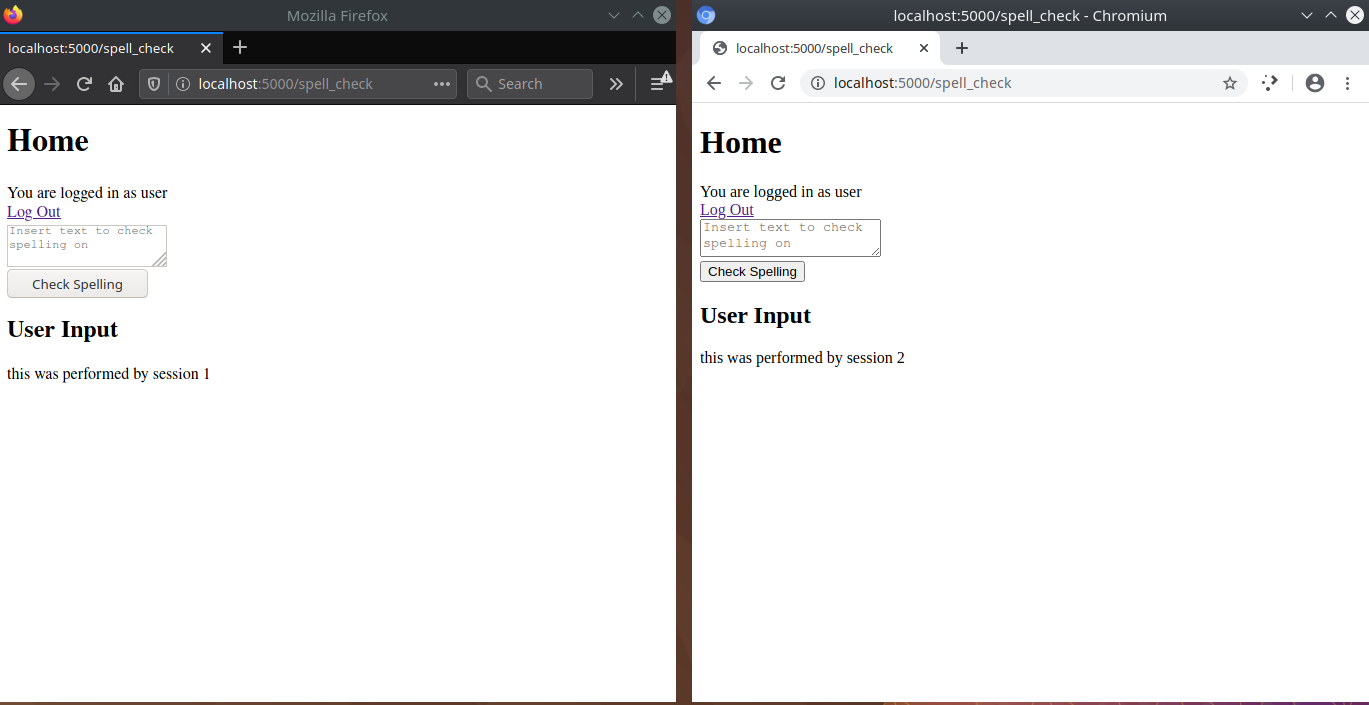 Mozilla Firefox
localhost:5000/spell_check
localhost:5000/spell_check
Search
Home
You are logged in as user
Log Out
Insert text to check
spelling on
Check Spelling
User Input
this was performed by session 1
localhost:5000/spell_check - Chromium
localhost:5000/spell_check
localhost:5000/spell_check
Home
You are logged in as user
Log Out
Insert text to check
spelling on
Check Spelling
User Input
this was performed by session 2